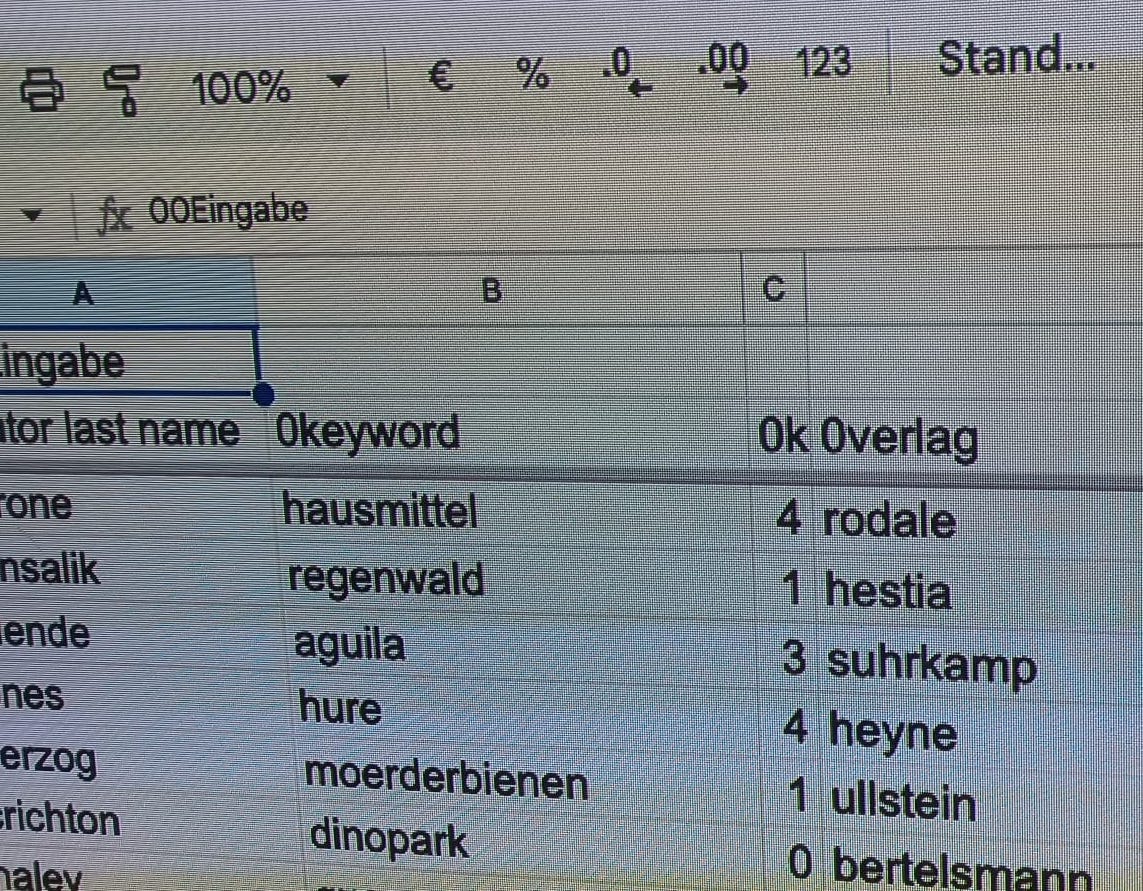 100% € % .0 .00 123 Stand...
fx 00Eingabe
A B C
ingabe
tor last name 0keyword 0k 0verlag
rone hausmittel 4 rodale
nsalik regenwald 1 hestia
ende aguila 3 suhrkamp
nes hure 4 heyne
erzog moerderbienen 1 ullstein
richton dinopark 0 bertelsmann
haley